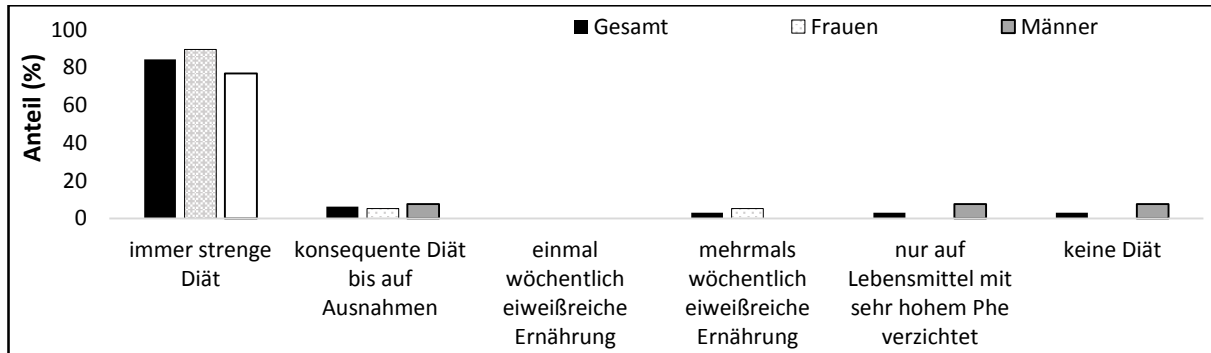 Gesamt Frauen Männer
Anteil (%)
100
80
60
40
20
0
immer strenge
Diät
konsequente Diät
bis auf
Ausnahmen
einmal
wöchentlich
eiweißreiche
Ernährung
mehrmals
wöchentlich
eiweißreiche
Ernährung
nur auf
Lebensmittel mit
sehr hohem Phe
verzichtet
keine Diät